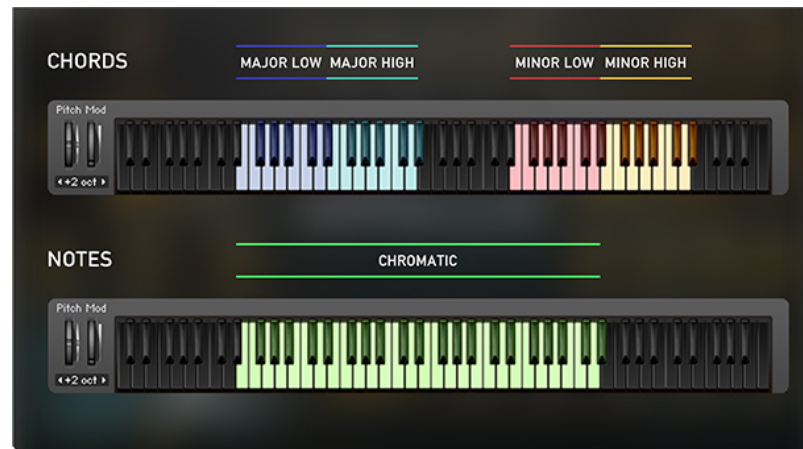 CHORDS
MAJOR LOW MAJOR HIGH MINOR LOW MINOR HIGH
Pitch Mod
+2 oct
NOTES
CHROMATIC
Pitch Mod
+2 oct